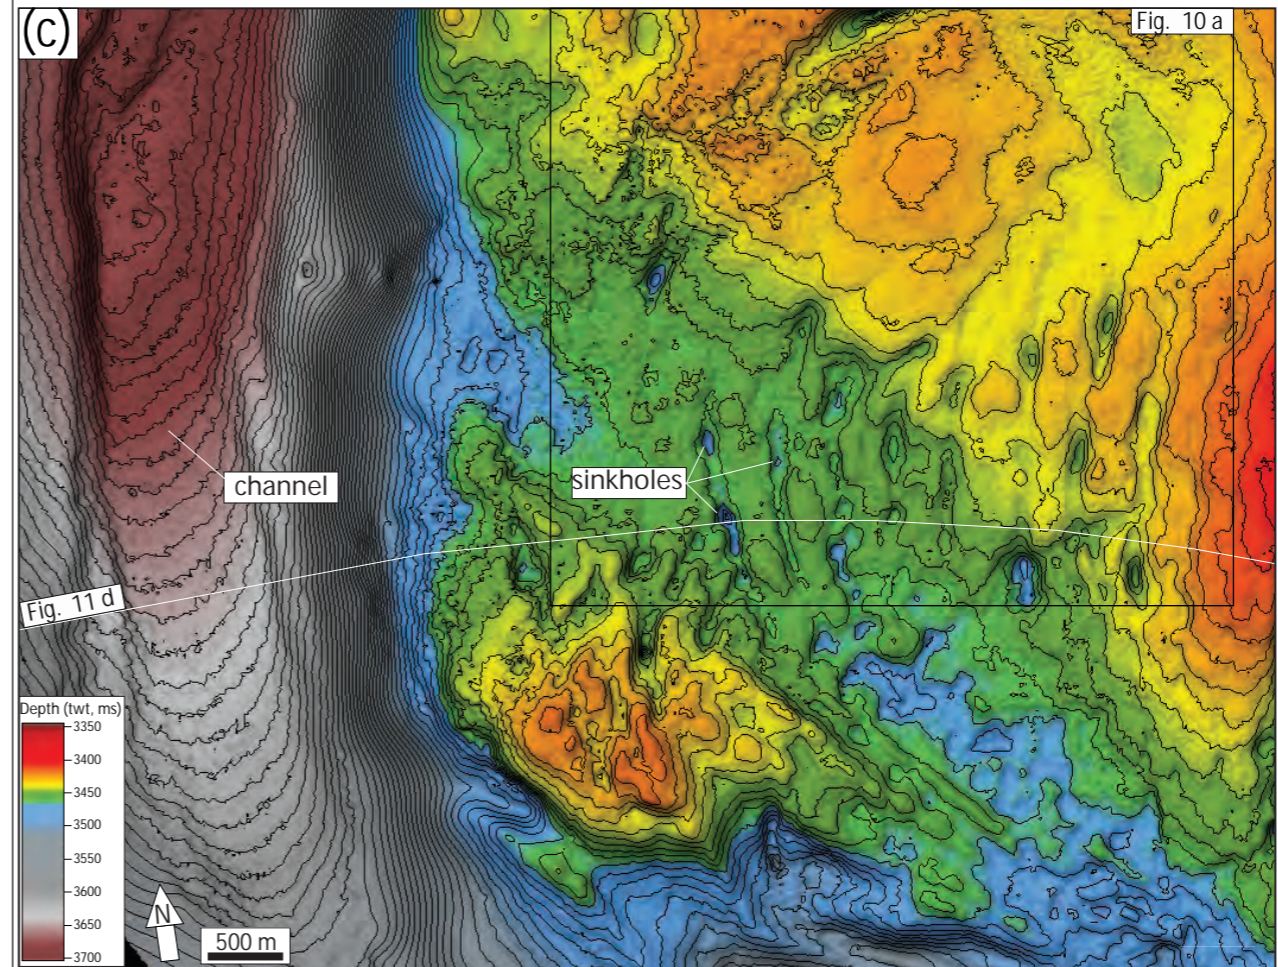 (C)
Fig. 10 a
channel
sinkholes
Fig. 11 d
Depth (twt, ms)
3350
3400
3450
3500
3550
3600
3650
3700
N
500 m